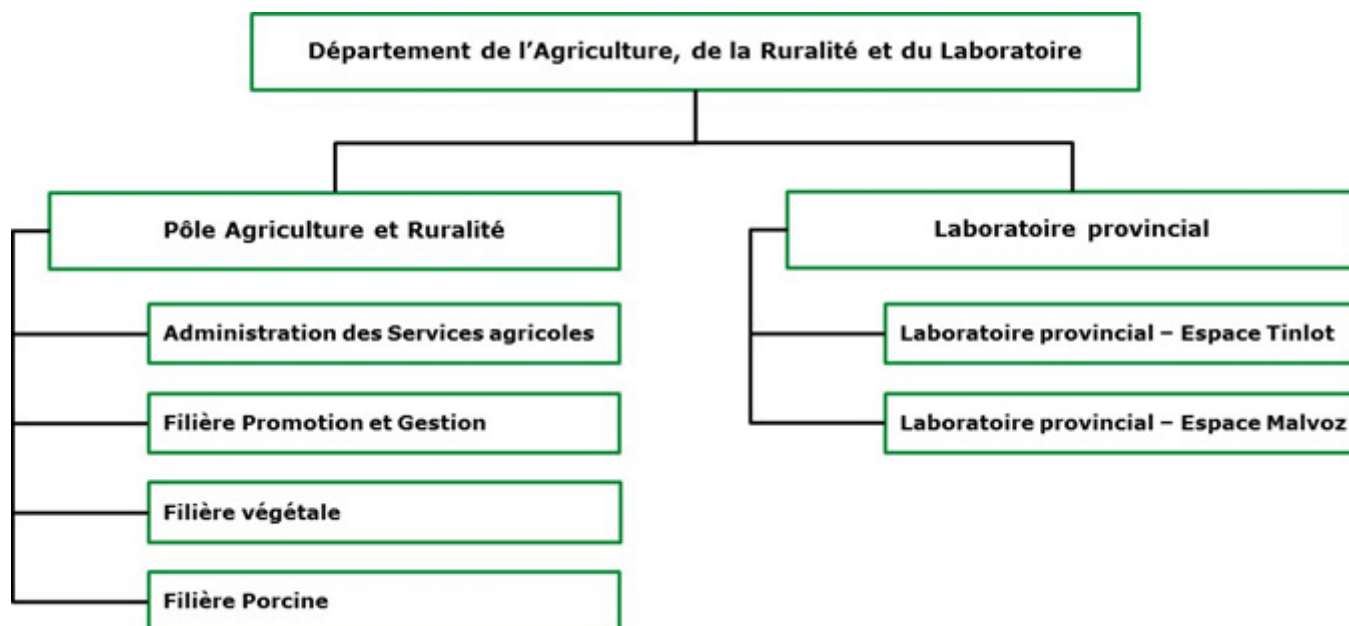 Département de l’Agriculture, de la Ruralité et du Laboratoire
Pôle Agriculture et Ruralité
Administration des Services agricoles
Filière Promotion et Gestion
Filière végétale
Filière Porcine
Laboratoire provincial
Laboratoire provincial – Espace Tinlot
Laboratoire provincial – Espace Malvoz